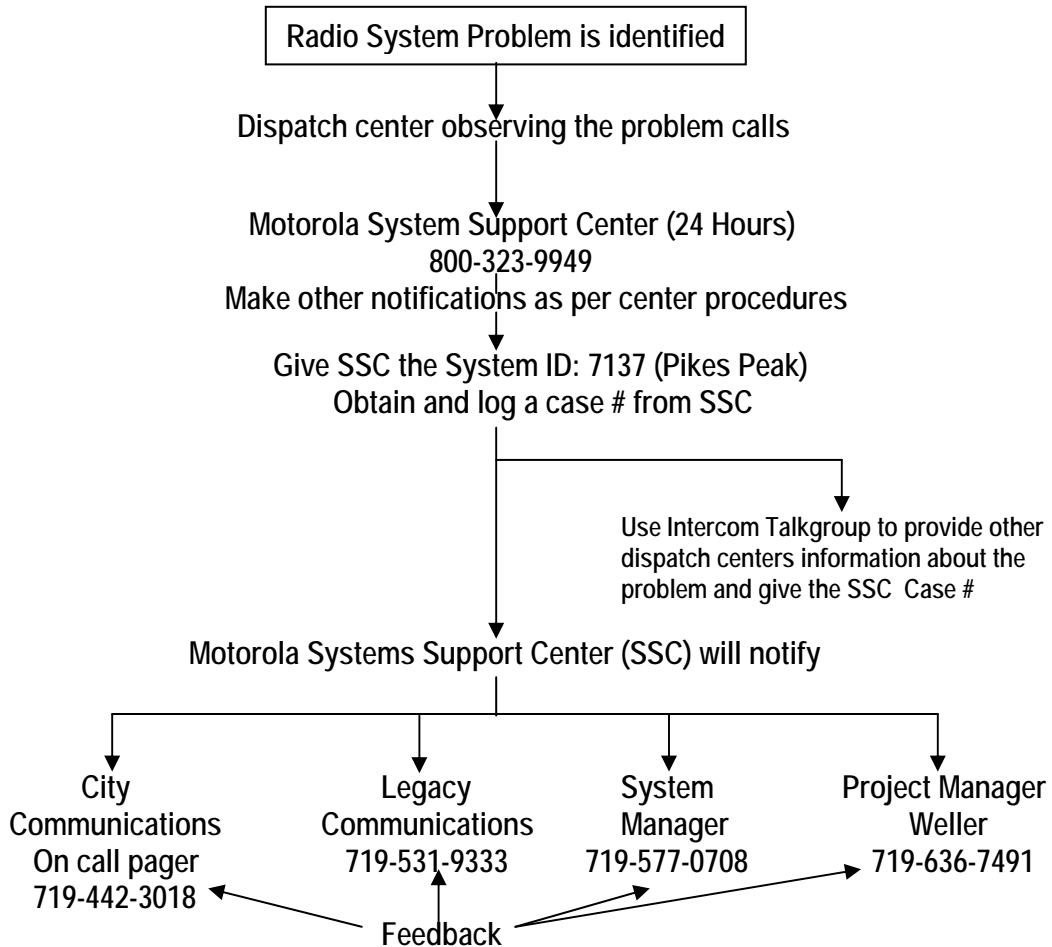 Radio System Problem is identified
Dispatch center observing the problem calls
Motorola System Support Center (24 Hours)
800-323-9949
Make other notifications as per center procedures
Give SSC the System ID: 7137 (Pikes Peak)
Obtain and log a case # from SSC
Use Intercom Talkgroup to provide other
dispatch centers information about the
problem and give the SSC Case #
Motorola Systems Support Center (SSC) will notify
City
Communications
On call pager
719-442-3018
Legacy
Communications
719-531-9333
System
Manager
719-577-0708
Project Manager
Weller
719-636-7491
Feedback